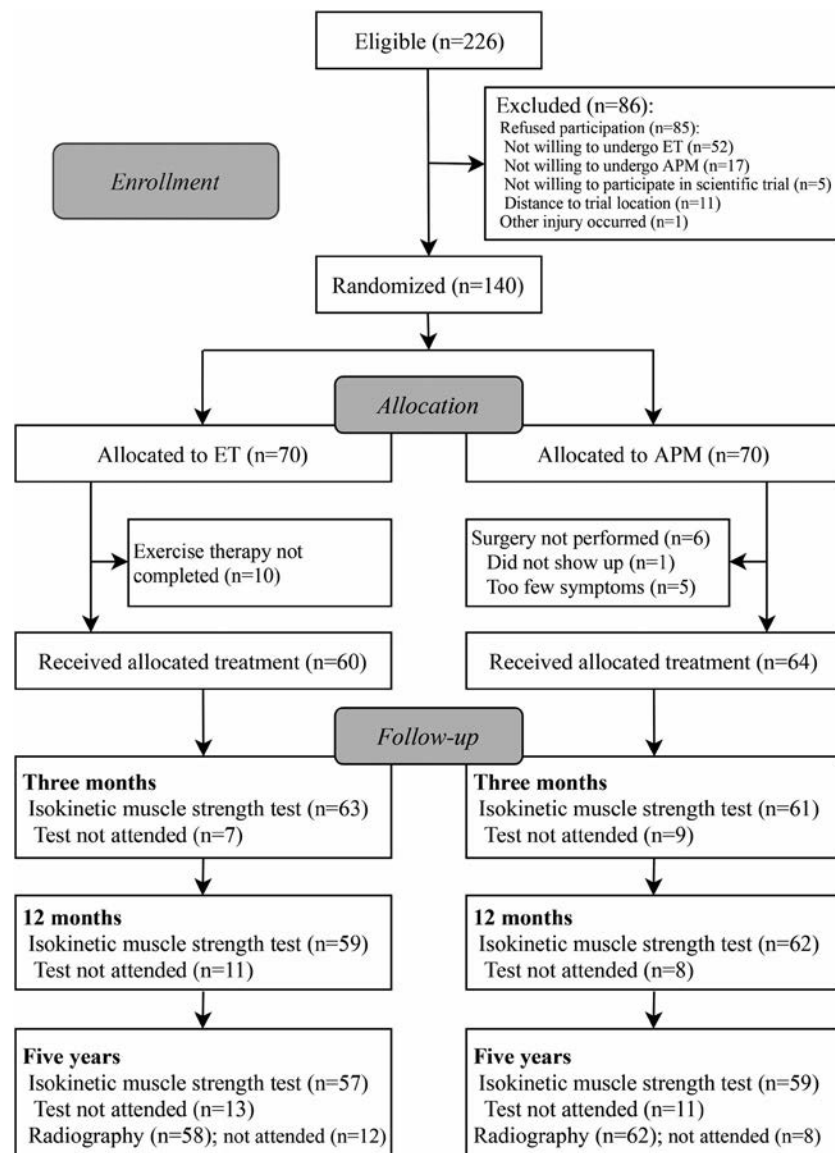 Eligible (n=226)
Excluded (n=86):
Refused participation (n=85):
Not willing to undergo ET (n=52)
Not willing to undergo APM (n=17)
Not willing to participate in scientific trial (n=5)
Distance to trial location (n=11)
Other injury occurred (n=1)
Enrollment
Randomized (n=140)
Allocation
Allocated to ET (n=70)
Allocated to APM (n=70)
Exercise therapy not
completed (n=10)
Surgery not performed (n=6)
Did not show up (n=1)
Too few symptoms (n=5)
Received allocated treatment (n=60)
Received allocated treatment (n=64)
Follow-up
Three months
Isokinetic muscle strength test (n=63)
Test not attended (n=7)
Three months
Isokinetic muscle strength test (n=61)
Test not attended (n=9)
12 months
Isokinetic muscle strength test (n=59)
Test not attended (n=11)
12 months
Isokinetic muscle strength test (n=62)
Test not attended (n=8)
Five years
Isokinetic muscle strength test (n=57)
Test not attended (n=13)
Radiography (n=58); not attended (n=12)
Five years
Isokinetic muscle strength test (n=59)
Test not attended (n=11)
Radiography (n=62); not attended (n=8)